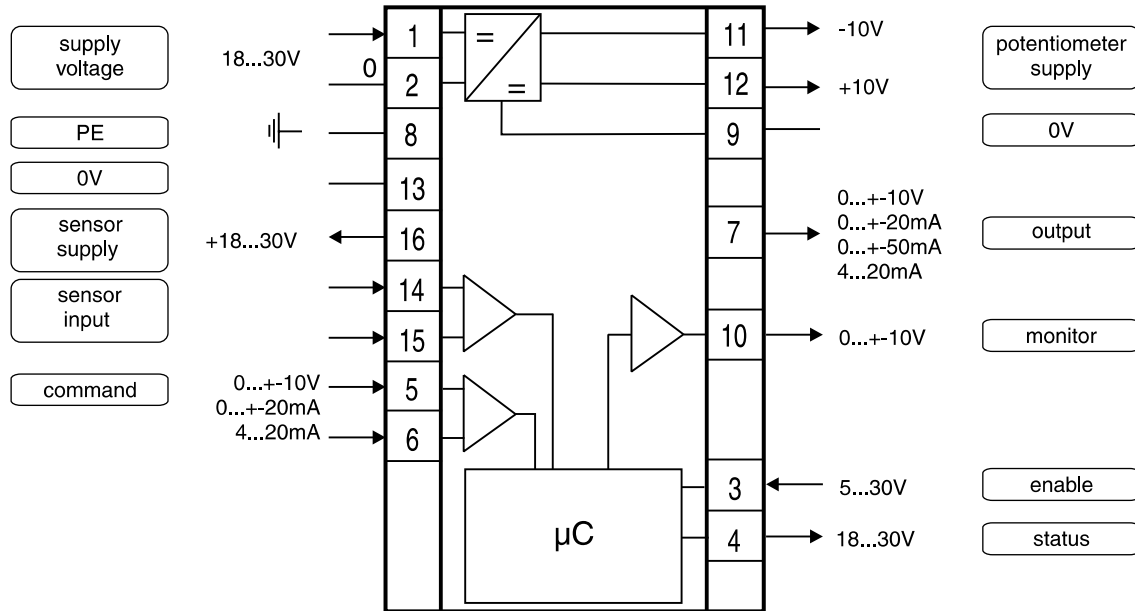 supply
voltage
18...30V
0
PE
0V
sensor
supply
+18...30V
sensor
input
command
0...+-10V
0...+-20mA
4...20mA
1
2
8
13
16
14
15
5
6
=
=
µC
11
12
9
7
10
3
4
-10V
+10V
0...+-10V
0...+-20mA
0...+-50mA
4...20mA
0...+-10V
5...30V
18...30V
potentiometer
supply
0V
output
monitor
enable
status